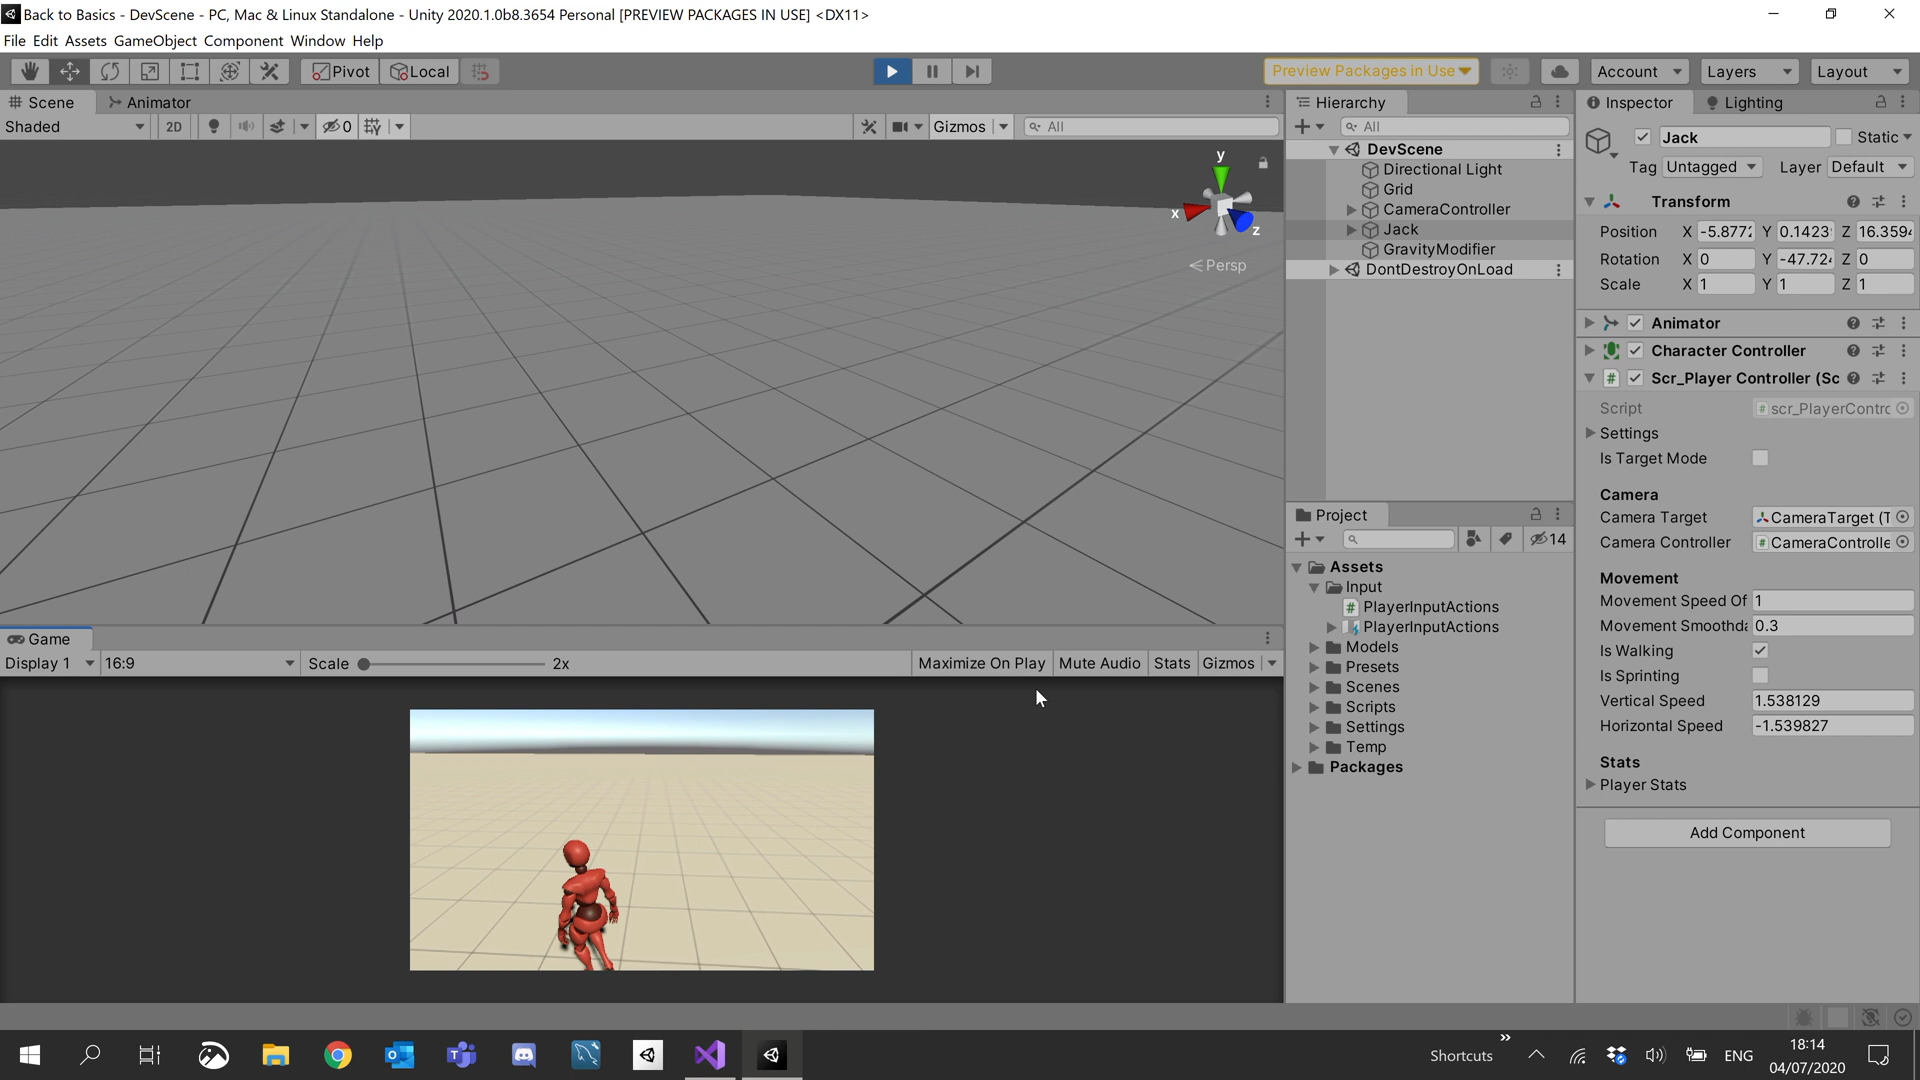 Back to Basics - DevScene - PC, Mac & Linux Standalone - Unity 2020.1.0b8.3654 Personal [PREVIEW PACKAGES IN USE] <DX11>
File Edit Assets GameObject Component Window Help
Pivot Local Preview Packages in Use Account Layers Layout
Scene Animator
Shaded 2D 0 Gizmos All
y
x
z
Persp
Game
Display 1 16:9 Scale 2x Maximize On Play Mute Audio Stats Gizmos
Hierarchy
All
DevScene
Directional Light
Grid
CameraController
Jack
GravityModifier
DontDestroyOnLoad
Project
14
Assets
Input
PlayerInputActions
PlayerInputActions
Models
Presets
Scenes
Scripts
Settings
Temp
Packages
Inspector Lighting
Jack Static
Tag Untagged Layer Default
Transform
Position X -5.877 Y 0.1423 Z 16.359
Rotation X 0 Y -47.72 Z 0
Scale X 1 Y 1 Z 1
Animator
Character Controller
Scr_Player Controller (Sc
Script scr_PlayerContro
Settings
Is Target Mode
Camera
Camera Target CameraTarget (T
Camera Controller CameraControlle
Movement
Movement Speed Of 1
Movement Smoothda 0.3
Is Walking
Is Sprinting
Vertical Speed 1.538129
Horizontal Speed -1.539827
Stats
Player Stats
Add Component
Shortcuts ENG 18:14
04/07/2020